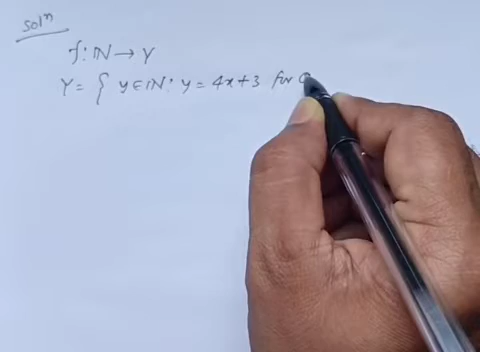 Solⁿ
f: ℕ → Y
Y = { y ∈ ℕ : y = 4x + 3 for